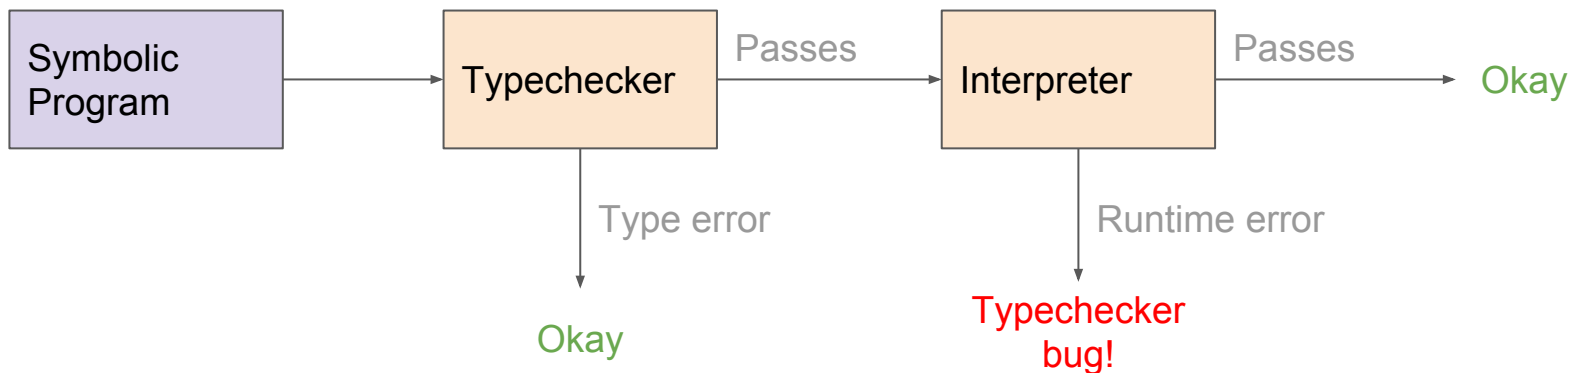 Symbolic
Program
Typechecker
Passes
Interpreter
Passes
Okay
Type error
Runtime error
Okay
Typechecker
bug!